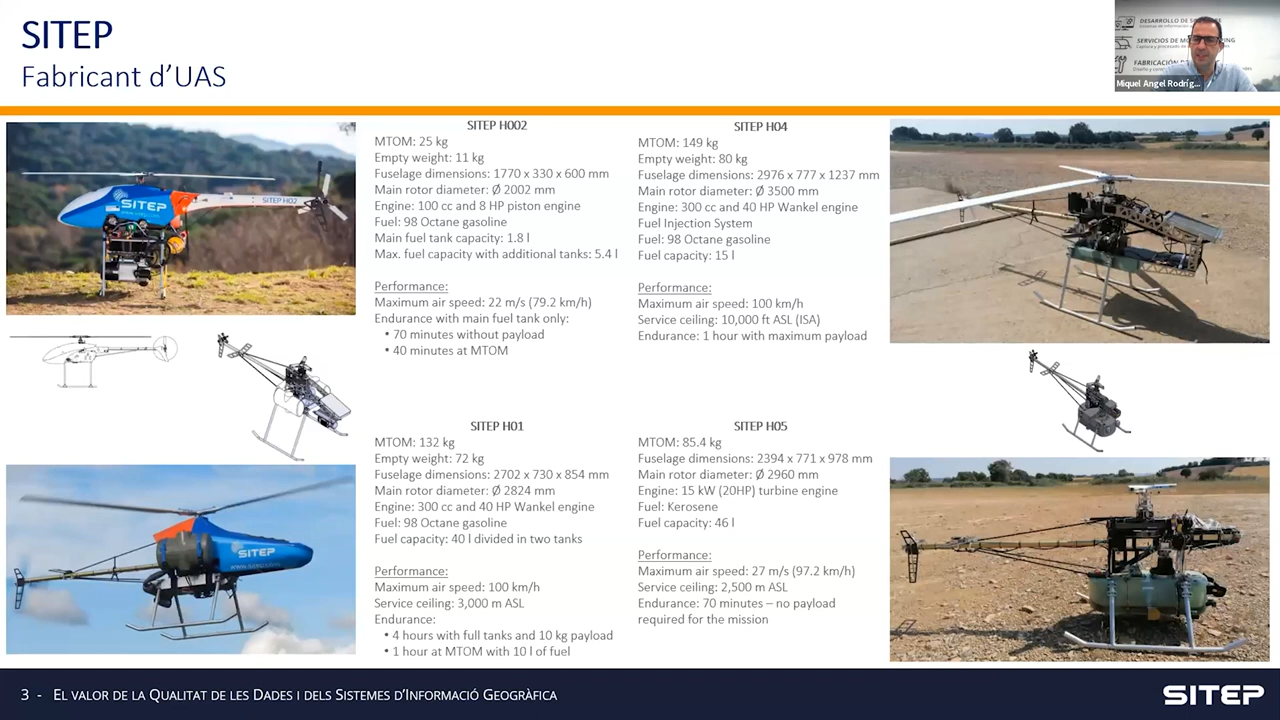 SITEP
Fabricant d'UAS
DESARROLLO DE
SERVICIOS DE
FABRICACIÓN
Miquel Angel Rodríg...
SITEP
SITEP H02
SITEP H002
MTOM: 25 kg
Empty weight: 11 kg
Fuselage dimensions: 1770 x 330 x 600 mm
Main rotor diameter: Ø 2002 mm
Engine: 100 cc and 8 HP piston engine
Fuel: 98 Octane gasoline
Main fuel tank capacity: 1.8 l
Max. fuel capacity with additional tanks: 5.4 l
Performance:
Maximum air speed: 22 m/s (79.2 km/h)
Endurance with main fuel tank only:
• 70 minutes without payload
• 40 minutes at MTOM
SITEP H04
MTOM: 149 kg
Empty weight: 80 kg
Fuselage dimensions: 2976 x 777 x 1237 mm
Main rotor diameter: Ø 3500 mm
Engine: 300 cc and 40 HP Wankel engine
Fuel Injection System
Fuel: 98 Octane gasoline
Fuel capacity: 15 l
Performance:
Maximum air speed: 100 km/h
Service ceiling: 10,000 ft ASL (ISA)
Endurance: 1 hour with maximum payload
SITEP
SITEP H01
MTOM: 132 kg
Empty weight: 72 kg
Fuselage dimensions: 2702 x 730 x 854 mm
Main rotor diameter: Ø 2824 mm
Engine: 300 cc and 40 HP Wankel engine
Fuel: 98 Octane gasoline
Fuel capacity: 40 l divided in two tanks
Performance:
Maximum air speed: 100 km/h
Service ceiling: 3,000 m ASL
Endurance:
• 4 hours with full tanks and 10 kg payload
• 1 hour at MTOM with 10 l of fuel
SITEP H05
MTOM: 85.4 kg
Fuselage dimensions: 2394 x 771 x 978 mm
Main rotor diameter: Ø 2960 mm
Engine: 15 kW (20HP) turbine engine
Fuel: Kerosene
Fuel capacity: 46 l
Performance:
Maximum air speed: 27 m/s (97.2 km/h)
Service ceiling: 2,500 m ASL
Endurance: 70 minutes – no payload
required for the mission
3 - El valor de la Qualitat de les Dades i dels Sistemes d'Informació Geogràfica
SITEP